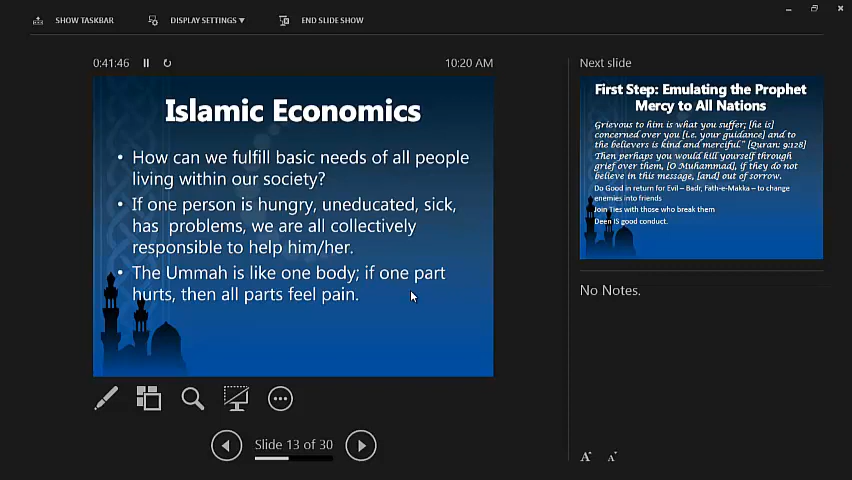 SHOW TASKBAR
DISPLAY SETTINGS
END SLIDE SHOW
0:41:46
10:20 AM
Islamic Economics
• How can we fulfill basic needs of all people
living within our society?
• If one person is hungry, uneducated, sick,
has problems, we are all collectively
responsible to help him/her.
• The Ummah is like one body; if one part
hurts, then all parts feel pain.
Slide 13 of 30
Next slide
First Step: Emulating the Prophet
Mercy to All Nations
Grievous to him is what you suffer; [he is]
concerned over you [i.e. your guidance] and to
the believers is kind and merciful." [Quran: 9:128]
Then perhaps you would kill yourself through
grief over them, [O Muhammad], if they do not
believe in this message, [and] out of sorrow.
Do Good in return for Evil – Badr, Fath-e-Makka – to change
enemies into friends
Join Ties with those who break them
Deen IS good conduct.
No Notes.
A A